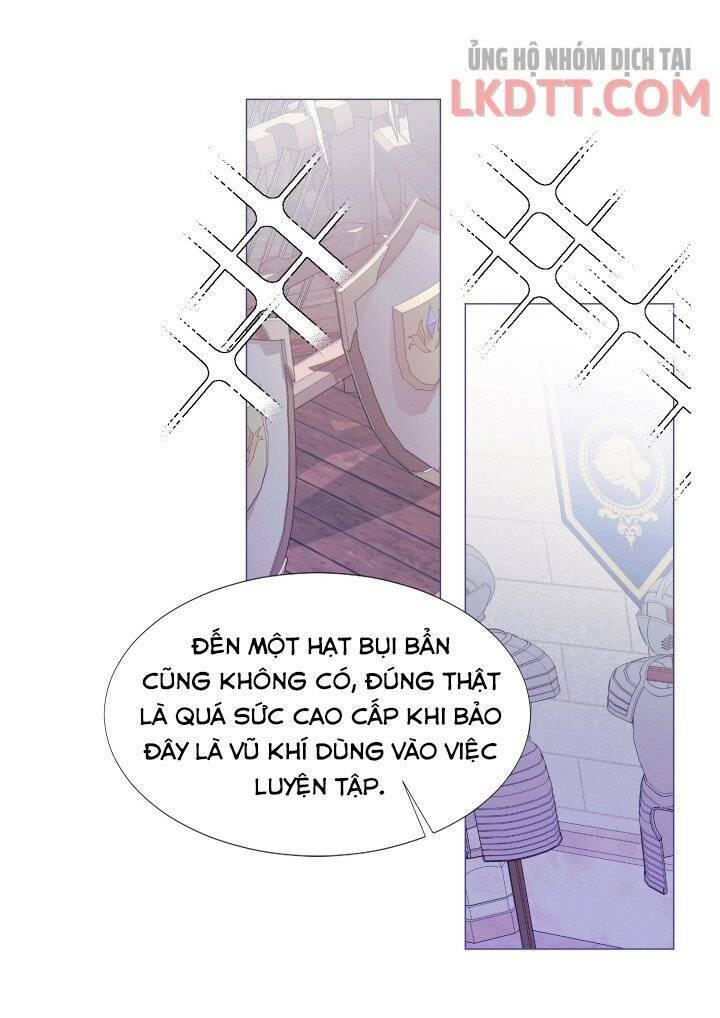 ỦNG HỘ NHÓM DỊCH TẠI
LKDTT.COM
ĐẾN MỘT HẠT BỤI BẨN
CŨNG KHÔNG CÓ, ĐÚNG THẬT
LÀ QUÁ SỨC CAO CẤP KHI BẢO
ĐÂY LÀ VŨ KHÍ DÙNG VÀO VIỆC
LUYỆN TẬP.